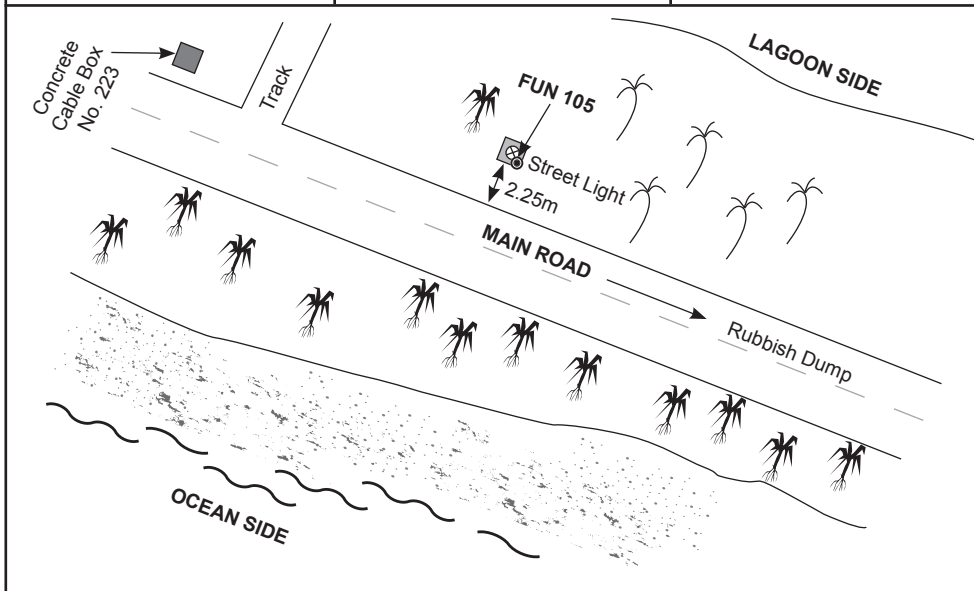 LAGOON SIDE
Concrete
Cable Box
No. 223
Track
FUN 105
Street Light
2.25m
MAIN ROAD
Rubbish Dump
OCEAN SIDE